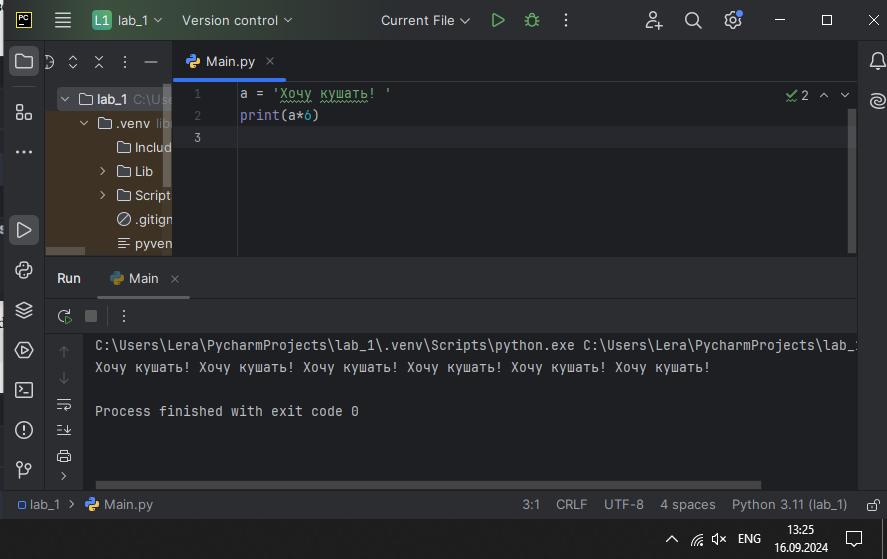 PC L1 lab_1 Version control Current File
Main.py
lab_1 C:\Use
.venv lib
Includ
Lib
Script
.gitign
pyven
1 a = 'Хочу кушать! '
2 print(a*6)
3
2
Run Main
C:\Users\Lera\PycharmProjects\lab_1\.venv\Scripts\python.exe C:\Users\Lera\PycharmProjects\lab_1
Хочу кушать! Хочу кушать! Хочу кушать! Хочу кушать! Хочу кушать! Хочу кушать!
Process finished with exit code 0
lab_1 > Main.py 3:1 CRLF UTF-8 4 spaces Python 3.11 (lab_1)
ENG 13:25
16.09.2024